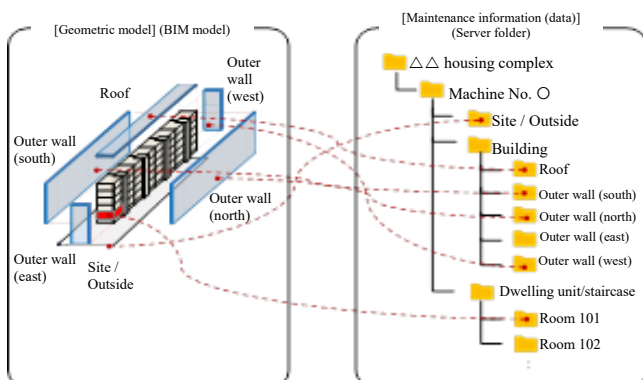 [Geometric model] (BIM model)
Roof
Outer
wall
(west)
Outer wall
(south)
Outer wall
(north)
Outer wall
(east)
Site /
Outside
[Maintenance information (data)]
(Server folder)
△△ housing complex
Machine No. ○
Site / Outside
Building
Roof
Outer wall (south)
Outer wall (north)
Outer wall (east)
Outer wall (west)
Dwelling unit/staircase
Room 101
Room 102